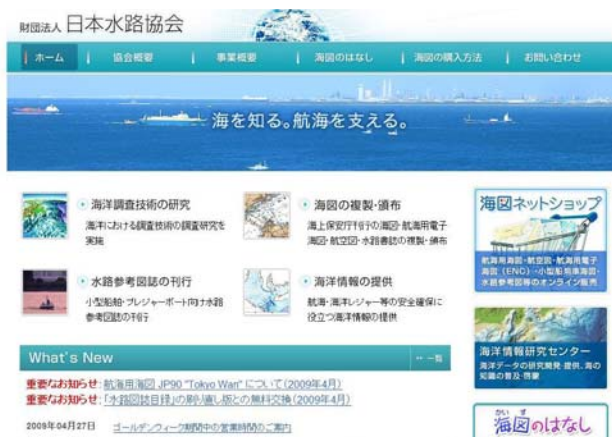 財団法人 日本水路協会
ホーム
協会概要
事業概要
海図のはなし
海図の購入方法
お問い合わせ
海を知る。航海を支える。
海洋調査技術の研究
海洋における調査技術の調査研究を
実施
海図の複製・頒布
海上保安庁刊行の海図・航海用電子
海図・航空図・水路書誌の複製・頒布
水路参考図誌の刊行
小型船舶・プレジャーボート向け水路
参考図誌の刊行
海洋情報の提供
航海・海洋レジャー等の安全確保に
役立つ海洋情報の提供
海図ネットショップ
航海用海図・航空図・航海用電子
海図（ENC）・小型船用港湾図・
水路参考図等のオンライン販売
海洋情報研究センター
海洋データの研究開発・提供、海の
知識の普及・啓蒙
かい ず
海図のはなし
What's New
一覧
重要なお知らせ: 航海用海図 JP90 "Tokyo Wan" について(2009年4月)
重要なお知らせ: 「水路図誌目録」の刷り直し版との無料交換(2009年4月)
2009年04月27日 ゴールデンウィーク期間中の営業時間のご案内